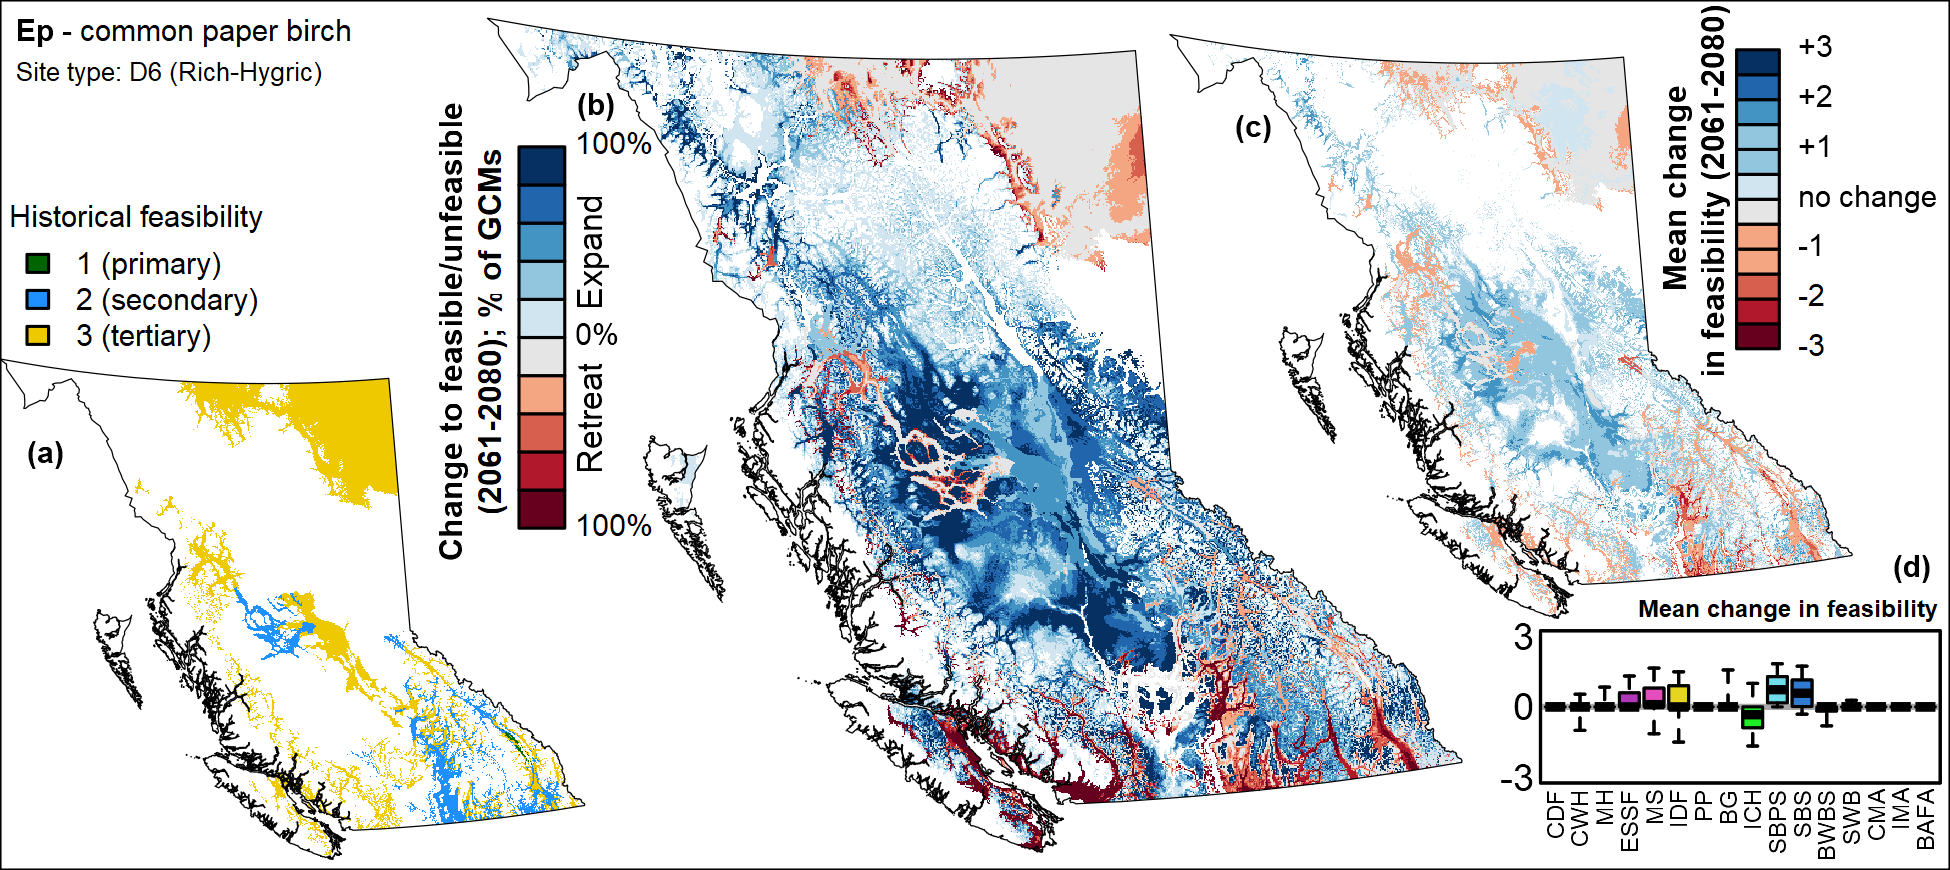 Ep - common paper birch
Site type: D6 (Rich-Hygric)
Historical feasibility
1 (primary)
2 (secondary)
3 (tertiary)
(a)
(b)
Change to feasible/unfeasible
(2061-2080); % of GCMs
100%
Expand
0%
Retreat
100%
(c)
Mean change
in feasibility (2061-2080)
+3
+2
+1
no change
-1
-2
-3
(d)
Mean change in feasibility
3
0
-3
CDF
CWH
MH
ESSF
MS
IDF
PP
BG
ICH
SBPS
SBS
BWBS
SWB
CMA
IMA
BAFA